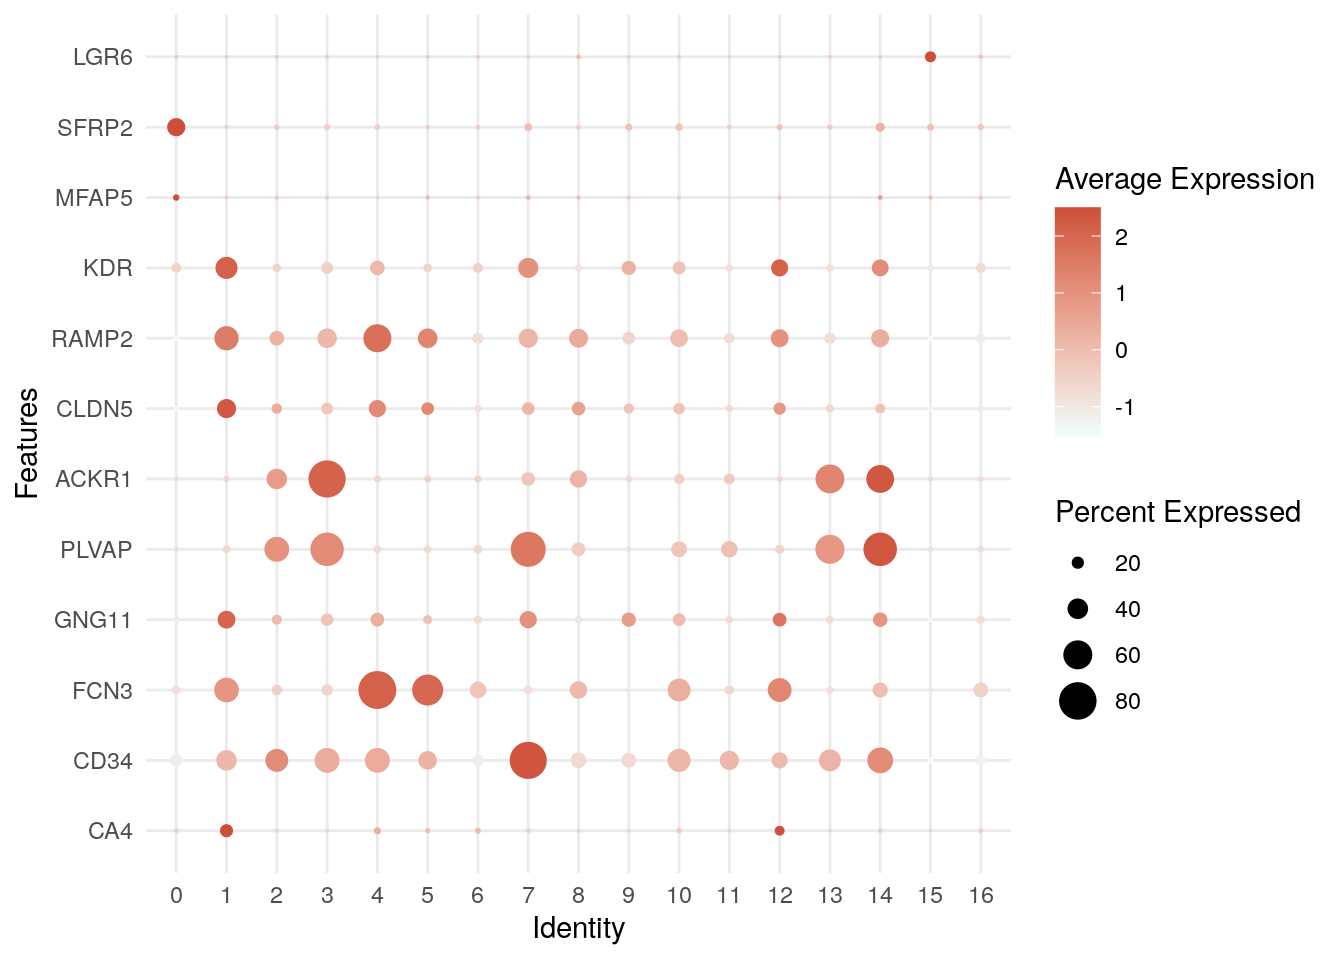 LGR6
SFRP2
MFAP5
KDR
RAMP2
CLDN5
ACKR1
PLVAP
GNG11
FCN3
CD34
CA4
Features
0 1 2 3 4 5 6 7 8 9 10 11 12 13 14 15 16
Identity
Average Expression
2
1
0
-1
Percent Expressed
20
40
60
80